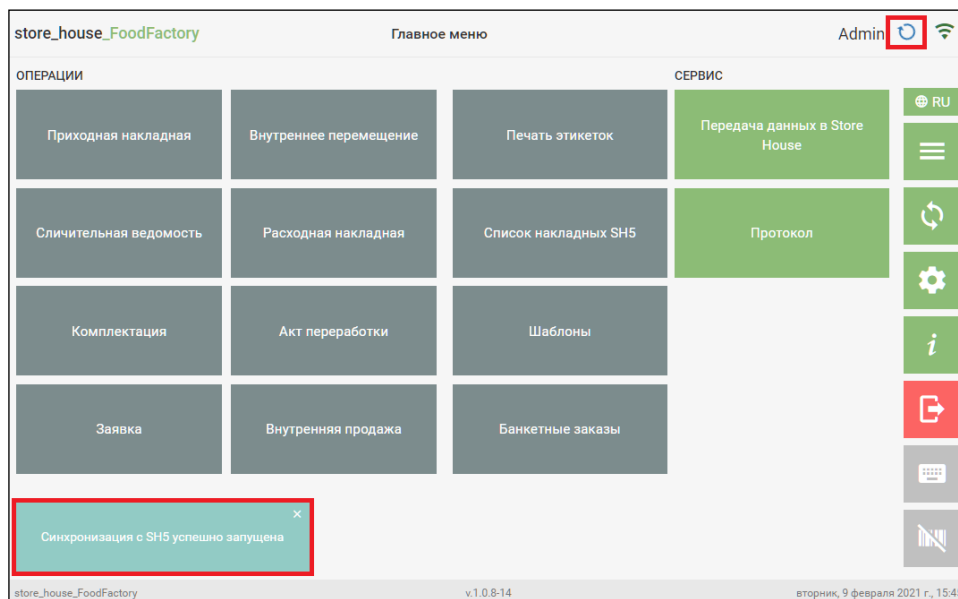 store_house_FoodFactory
Главное меню
Admin
ОПЕРАЦИИ
СЕРВИС
Приходная накладная
Внутреннее перемещение
Печать этикеток
Передача данных в Store
House
RU
Сличительная ведомость
Расходная накладная
Список накладных SH5
Протокол
Комплектация
Акт переработки
Шаблоны
Заявка
Внутренняя продажа
Банкетные заказы
Синхронизация с SH5 успешно запущена
store_house_FoodFactory
v.1.0.8-14
вторник, 9 февраля 2021 г.,